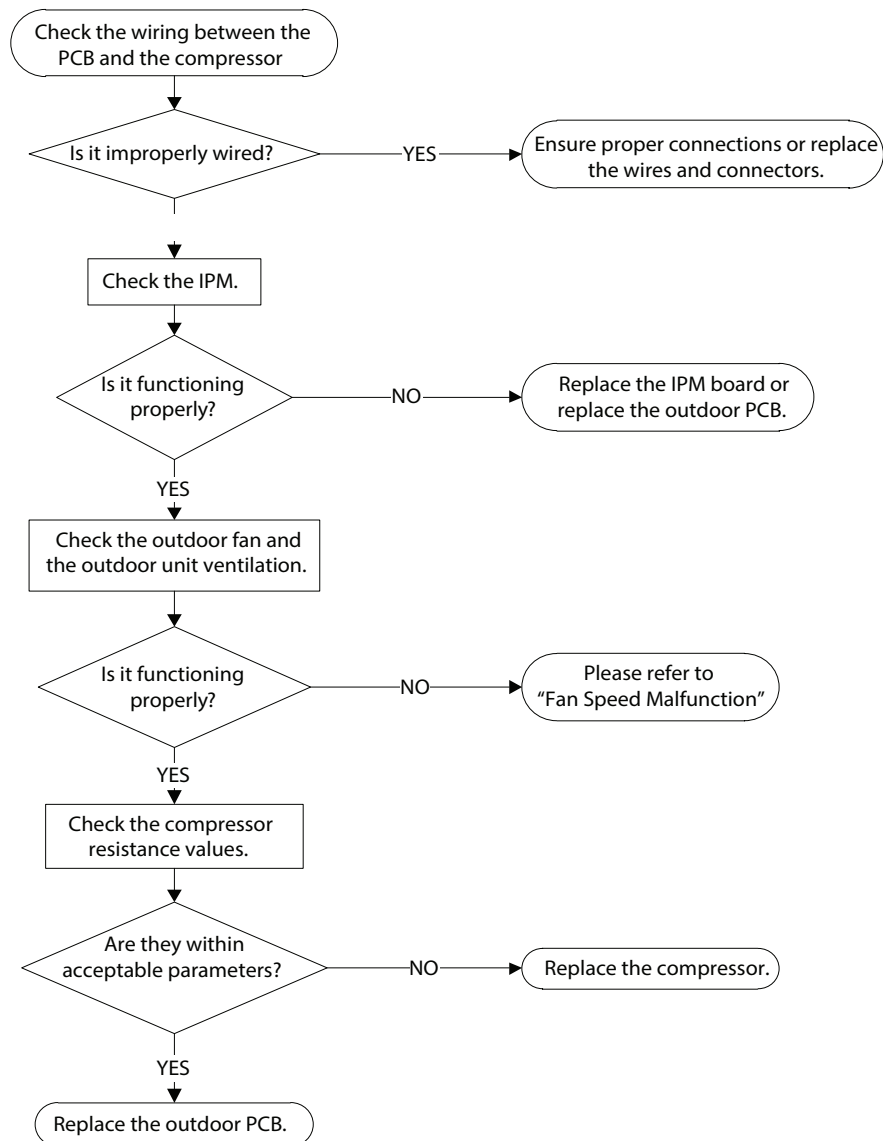 Check the wiring between the
PCB and the compressor
Is it improperly wired?
YES
Ensure proper connections or replace
the wires and connectors.
Check the IPM.
Is it functioning
properly?
NO
Replace the IPM board or
replace the outdoor PCB.
YES
Check the outdoor fan and
the outdoor unit ventilation.
Is it functioning
properly?
NO
Please refer to
“Fan Speed Malfunction”
YES
Check the compressor
resistance values.
Are they within
acceptable parameters?
NO
Replace the compressor.
YES
Replace the outdoor PCB.